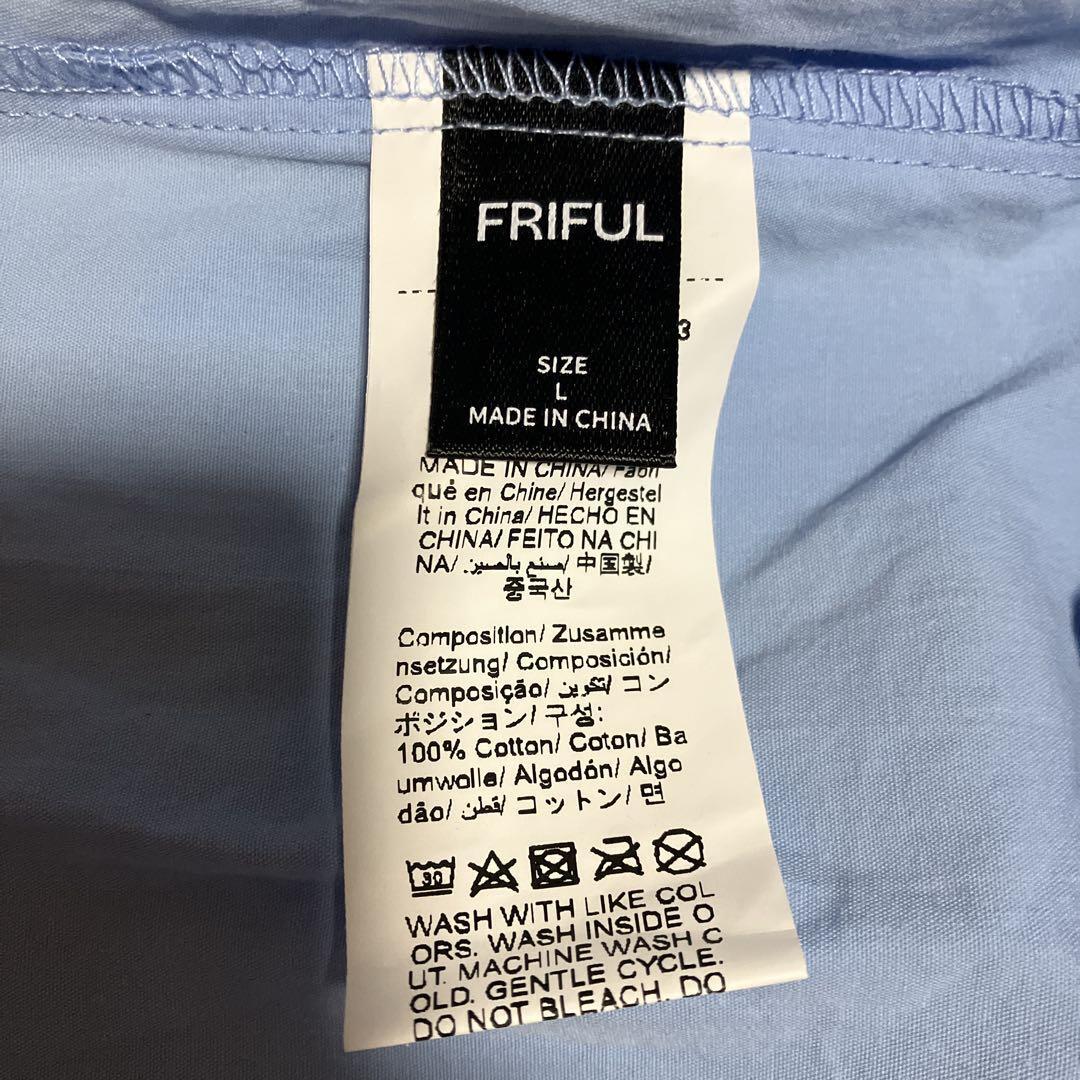 FRIFUL
3
SIZE
L
MADE IN CHINA
MADE IN CHINA/ Fabri
qué en Chine/ Hergestel
lt in China/ HECHO EN
CHINA/ FEITO NA CHI
NA/ مصنع بالصين./ 中国製/
중국산
Composition/ Zusamme
nsetzung/ Composición/
Composição/ تكوين/ コン
ポジション/ 구성:
100% Cotton/ Coton/ Ba
umwolle/ Algodón/ Algo
dão/ قطن/ コットン/ 면
30
WASH WITH LIKE COL
ORS. WASH INSIDE O
UT. MACHINE WASH C
OLD. GENTLE CYCLE.
DO NOT BLEACH. DO